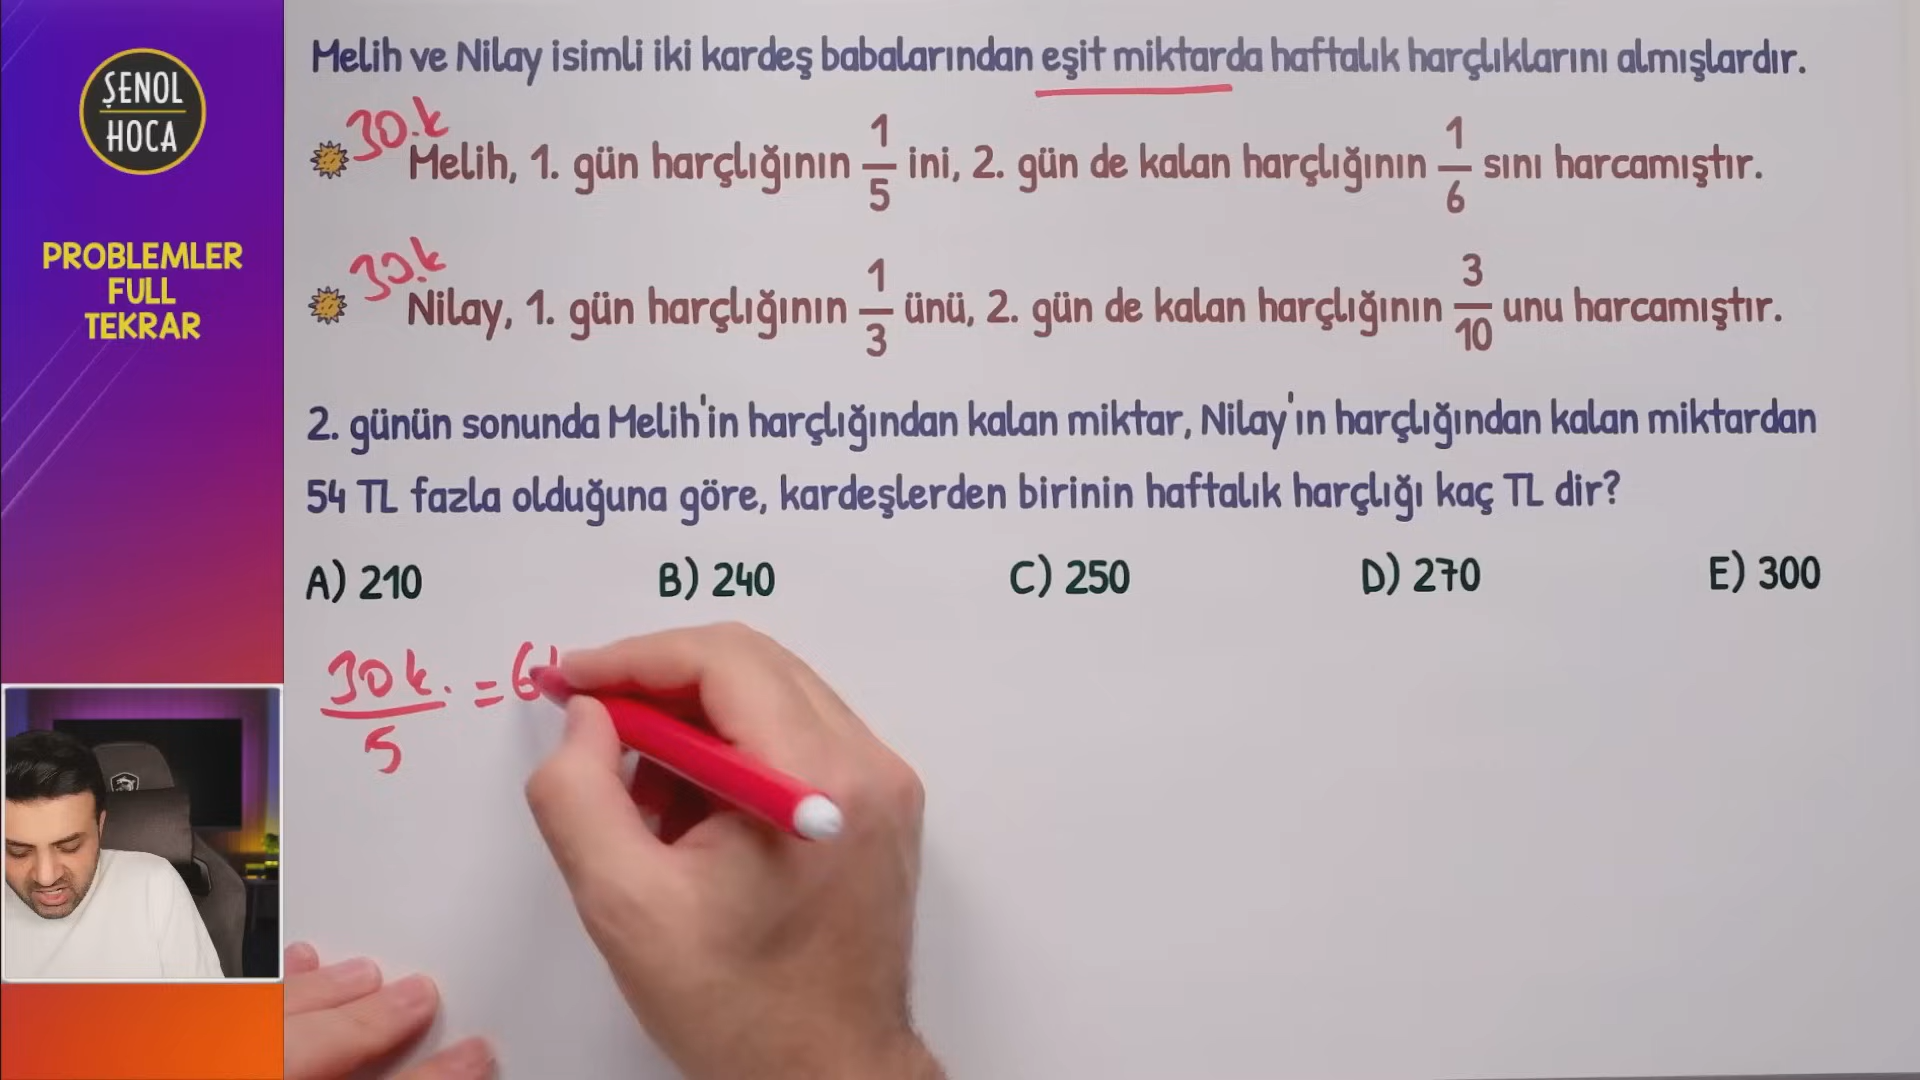 ŞENOL
HOCA
PROBLEMLER
FULL
TEKRAR
Melih ve Nilay isimli iki kardeş babalarından eşit miktarda haftalık harçlıklarını almışlardır.
30.k
Melih, 1. gün harçlığının 1/5 ini, 2. gün de kalan harçlığının 1/6 sını harcamıştır.
30.k
Nilay, 1. gün harçlığının 1/3 ünü, 2. gün de kalan harçlığının 3/10 unu harcamıştır.
2. günün sonunda Melih'in harçlığından kalan miktar, Nilay'ın harçlığından kalan miktardan
54 TL fazla olduğuna göre, kardeşlerden birinin haftalık harçlığı kaç TL dir?
A) 210 B) 240 C) 250 D) 270 E) 300
30k. / 5 = 6